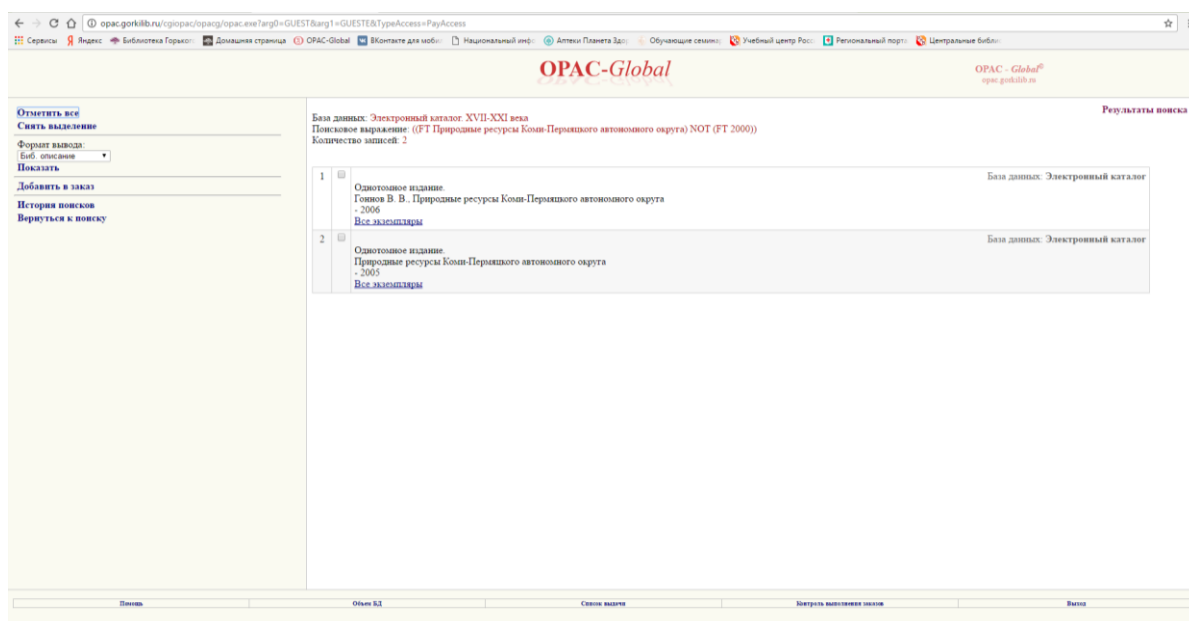 opac.gorkilib.ru/cgiopac/opacg/opac.exe?arg0=GUEST&arg1=GUESTE&TypeAccess=PayAccess
Сервисы Яндекс Библиотека Горьког Домашняя страница OPAC-Global ВКонтакте для моби Национальный инфо Аптеки Планета Здо Обучающие семина Учебный центр Росс Региональный порта Центральные библи
OPAC-Global
OPAC - Global®
opac.gorkilib.ru
Отметить все
Снять выделение
Формат вывода:
Биб. описание
Показать
Добавить в заказ
История поисков
Вернуться к поиску
Результаты поиска
База данных: Электронный каталог. XVII-XXI века
Поисковое выражение: ((FT Природные ресурсы Коми-Пермяцкого автономного округа) NOT (FT 2000))
Количество записей: 2
1 База данных: Электронный каталог
Однотомное издание.
Гоннов В. В., Природные ресурсы Коми-Пермяцкого автономного округа
- 2006
Все экземпляры
2 База данных: Электронный каталог
Однотомное издание.
Природные ресурсы Коми-Пермяцкого автономного округа
- 2005
Все экземпляры
Помощь Объем БД Список выдачи Контроль выполнения заказов Выход